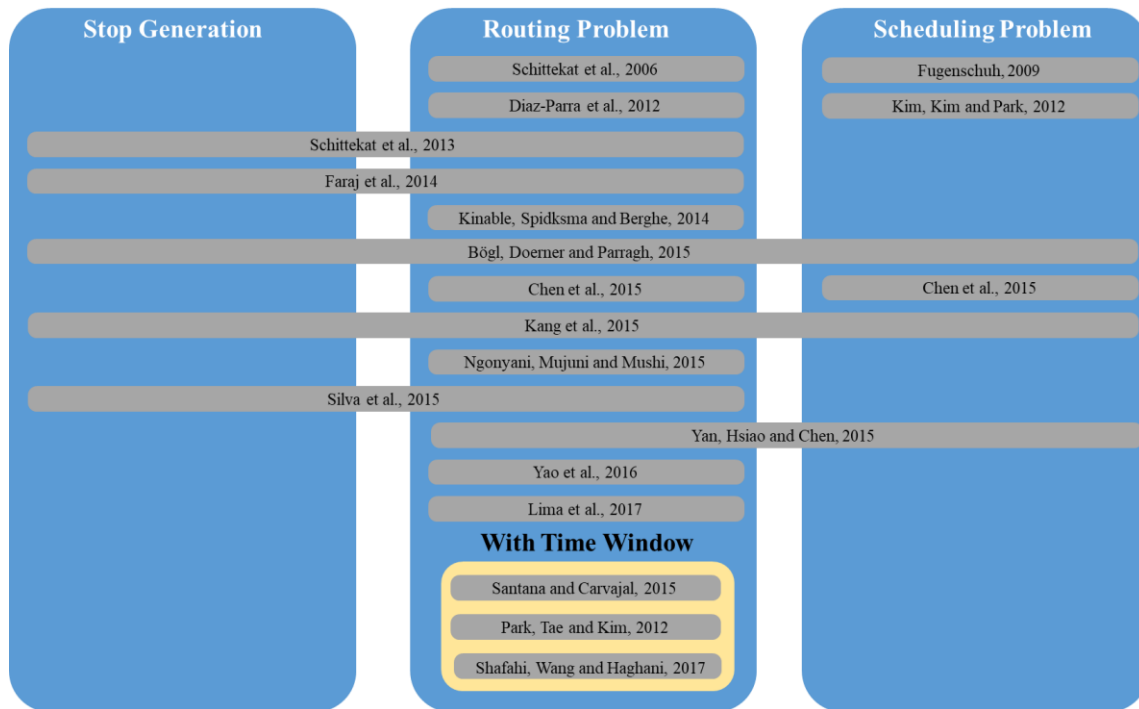 Stop Generation
Routing Problem
Scheduling Problem
Schittekat et al., 2006
Fugenschuh, 2009
Diaz-Parra et al., 2012
Kim, Kim and Park, 2012
Schittekat et al., 2013
Faraj et al., 2014
Kinable, Spidksma and Berghe, 2014
Bögl, Doerner and Parragh, 2015
Chen et al., 2015
Chen et al., 2015
Kang et al., 2015
Ngonyani, Mujuni and Mushi, 2015
Silva et al., 2015
Yan, Hsiao and Chen, 2015
Yao et al., 2016
Lima et al., 2017
With Time Window
Santana and Carvajal, 2015
Park, Tae and Kim, 2012
Shafahi, Wang and Haghani, 2017